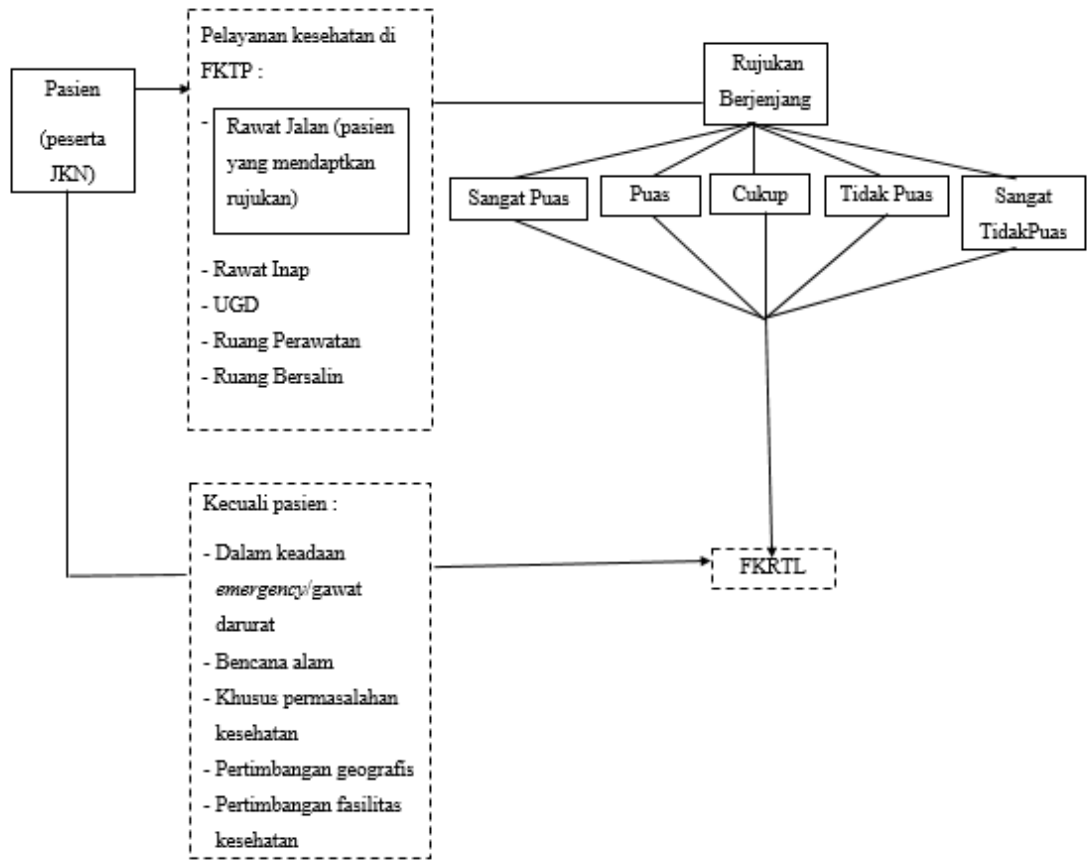 Pasien
(peserta
JKN)
Pelayanan kesehatan di
FKTP :
-
Rawat Jalan (pasien
yang mendaptkan
rujukan)
- Rawat Inap
- UGD
- Ruang Perawatan
- Ruang Bersalin
Rujukan
Berjenjang
Sangat Puas
Puas
Cukup
Tidak Puas
Sangat
TidakPuas
Kecuali pasien :
- Dalam keadaan
emergency/gawat
darurat
- Bencana alam
- Khusus permasalahan
kesehatan
- Pertimbangan geografis
- Pertimbangan fasilitas
kesehatan
FKRTL